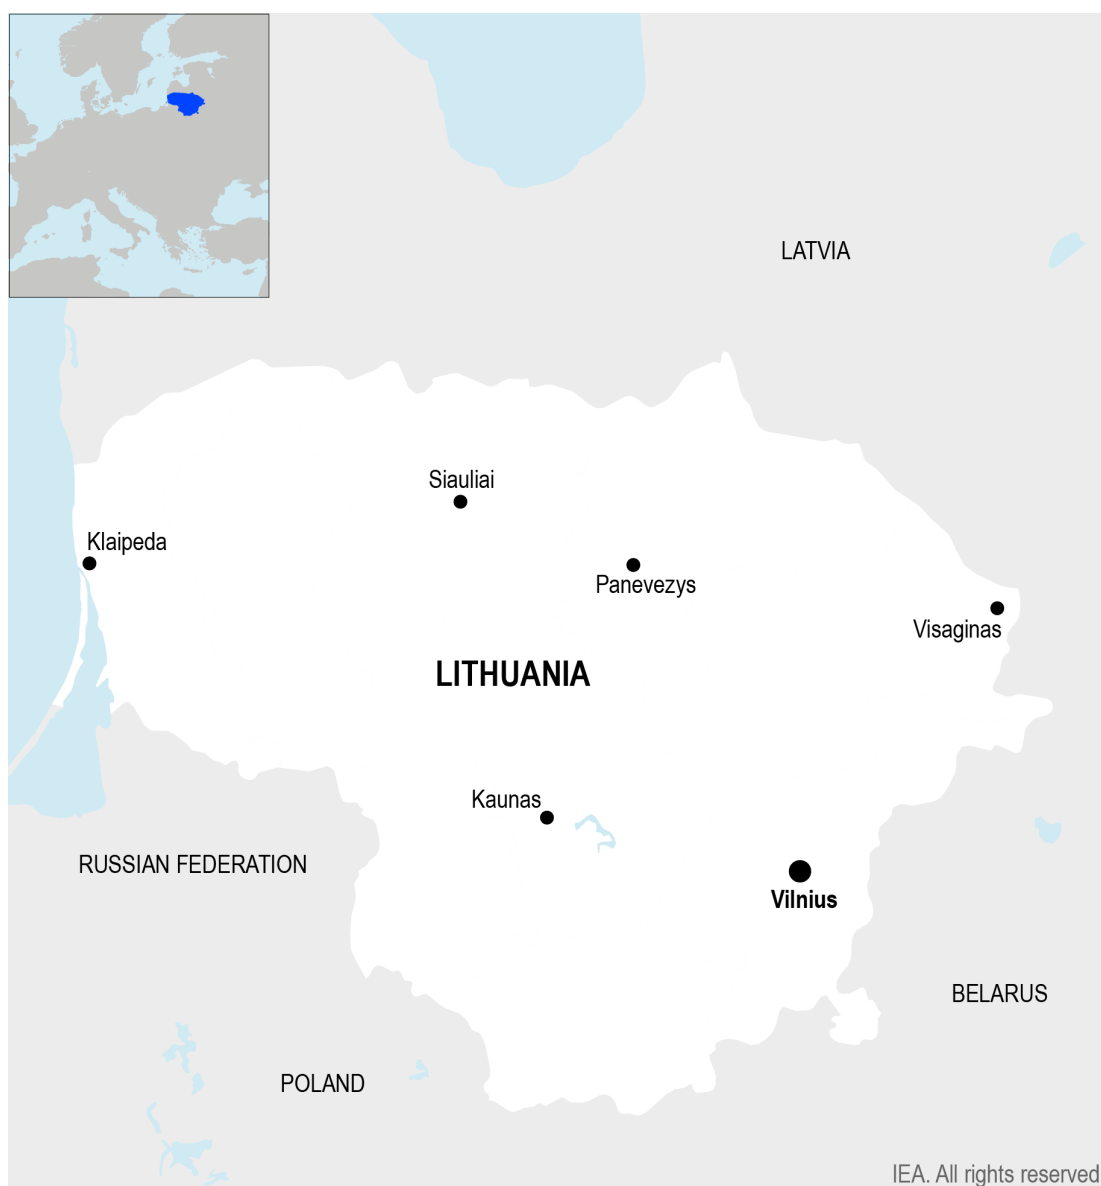 LATVIA
Siauliai
Klaipeda
Panevezys
Visaginas
LITHUANIA
Kaunas
RUSSIAN FEDERATION
Vilnius
BELARUS
POLAND
IEA. All rights reserved